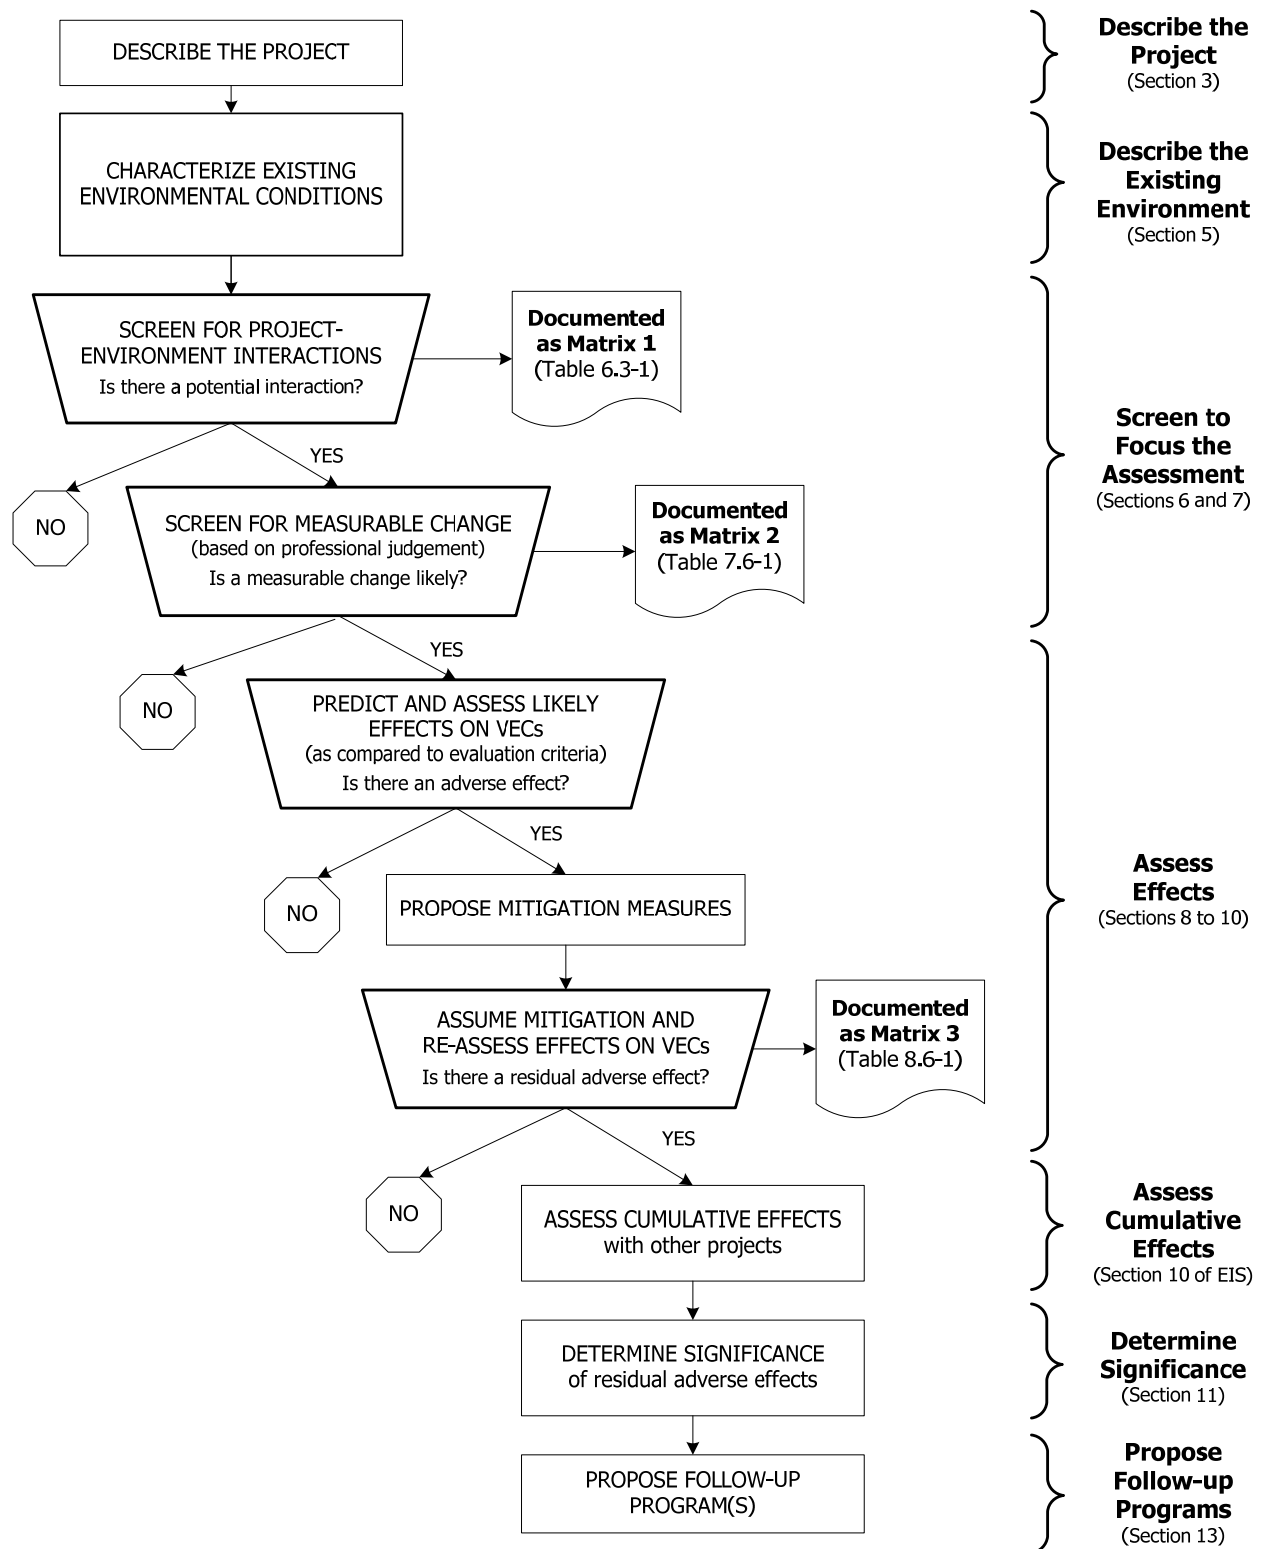 DESCRIBE THE PROJECT
Describe the
Project
(Section 3)
CHARACTERIZE EXISTING
ENVIRONMENTAL CONDITIONS
Describe the
Existing
Environment
(Section 5)
SCREEN FOR PROJECT-
ENVIRONMENT INTERACTIONS
Is there a potential interaction?
Documented
as Matrix 1
(Table 6.3-1)
YES
NO
SCREEN FOR MEASURABLE CHANGE
(based on professional judgement)
Is a measurable change likely?
Documented
as Matrix 2
(Table 7.6-1)
Screen to
Focus the
Assessment
(Sections 6 and 7)
YES
NO
PREDICT AND ASSESS LIKELY
EFFECTS ON VECs
(as compared to evaluation criteria)
Is there an adverse effect?
YES
NO
PROPOSE MITIGATION MEASURES
Assess
Effects
(Sections 8 to 10)
ASSUME MITIGATION AND
RE-ASSESS EFFECTS ON VECs
Is there a residual adverse effect?
Documented
as Matrix 3
(Table 8.6-1)
YES
NO
ASSESS CUMULATIVE EFFECTS
with other projects
Assess
Cumulative
Effects
(Section 10 of EIS)
DETERMINE SIGNIFICANCE
of residual adverse effects
Determine
Significance
(Section 11)
PROPOSE FOLLOW-UP
PROGRAM(S)
Propose
Follow-up
Programs
(Section 13)